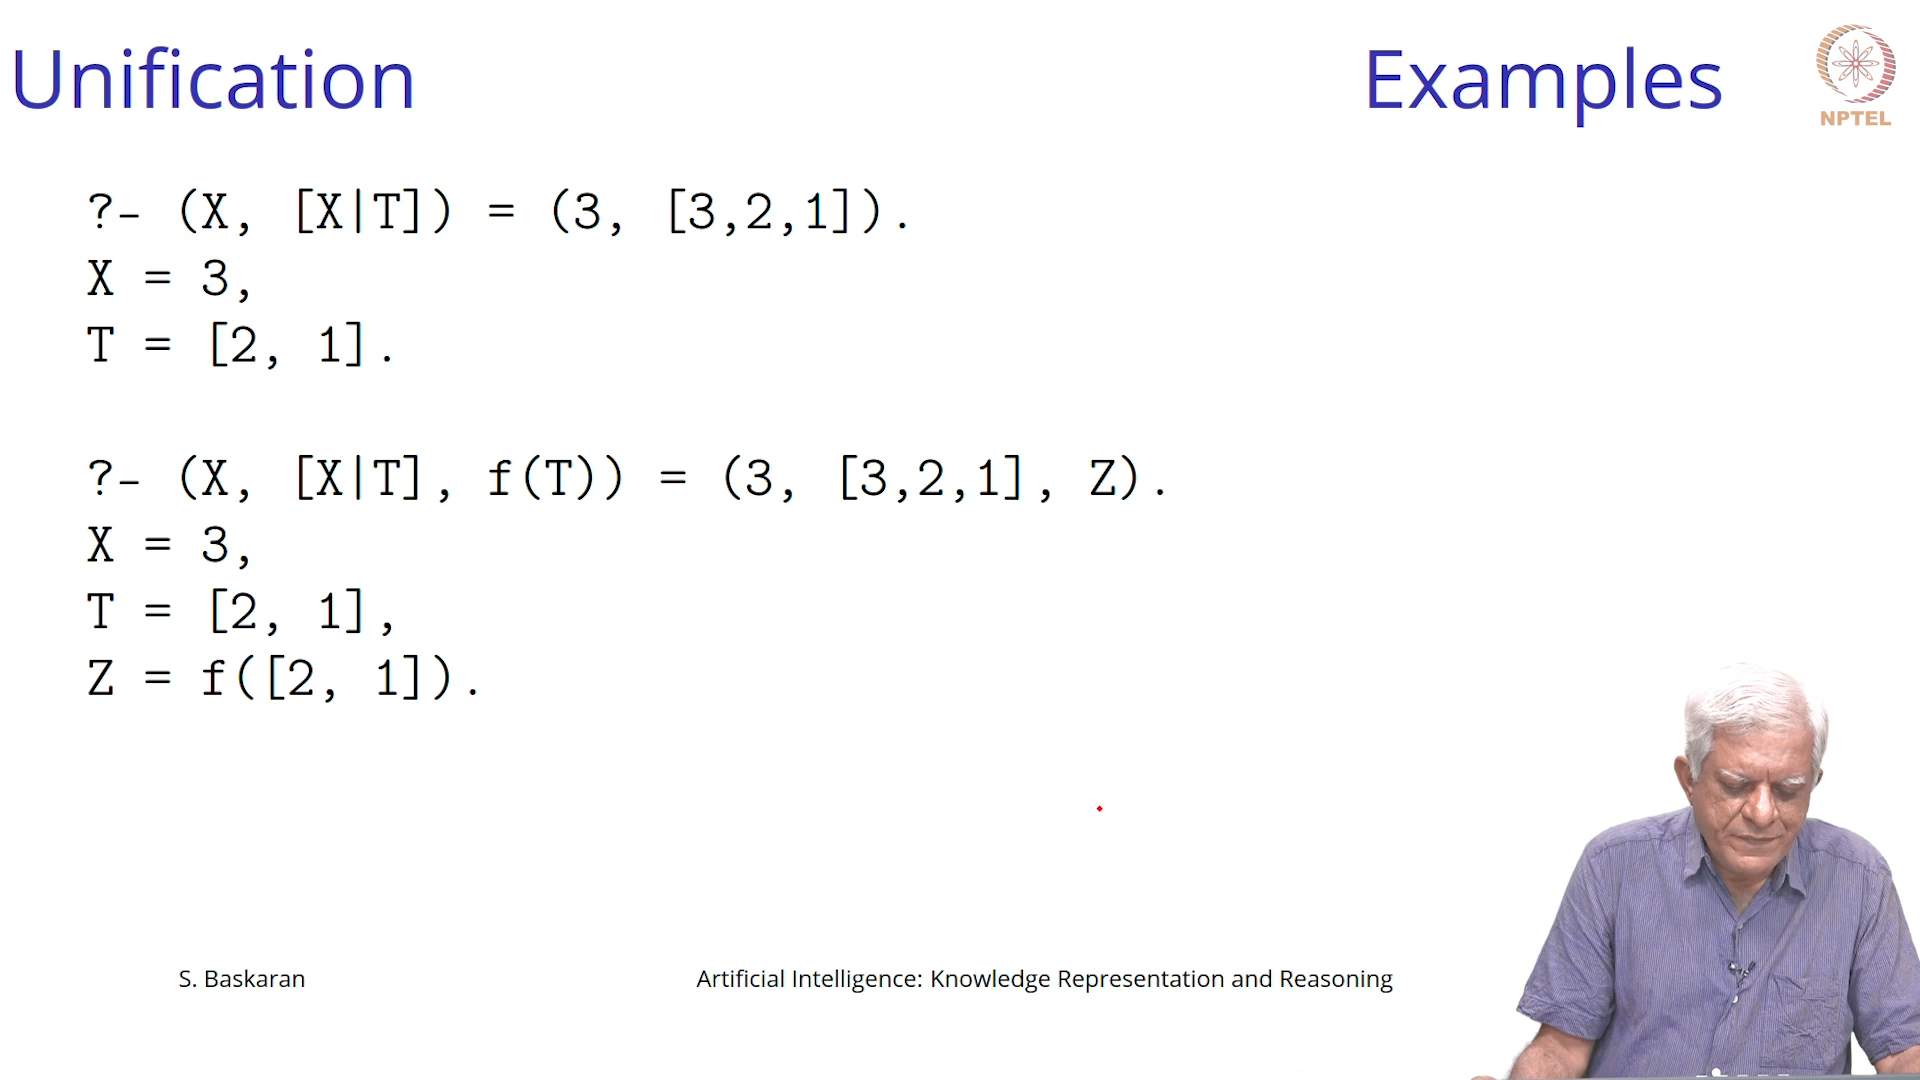 Unification Examples
NPTEL
?- (X, [X|T]) = (3, [3,2,1]).
X = 3,
T = [2, 1].
?- (X, [X|T], f(T)) = (3, [3,2,1], Z).
X = 3,
T = [2, 1],
Z = f([2, 1]).
S. Baskaran Artificial Intelligence: Knowledge Representation and Reasoning